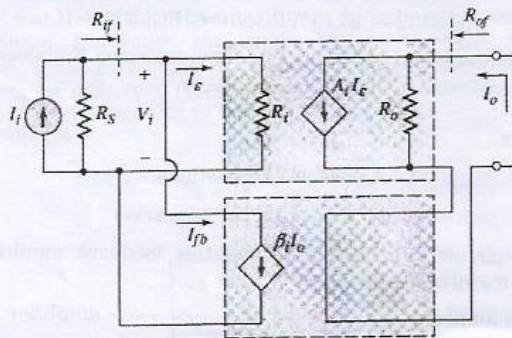 R_if
R_of
I_ε
A_i I_ε
I_o
+
I_i
R_S
V_i
R_i
R_o
−
I_fb
β_i I_o